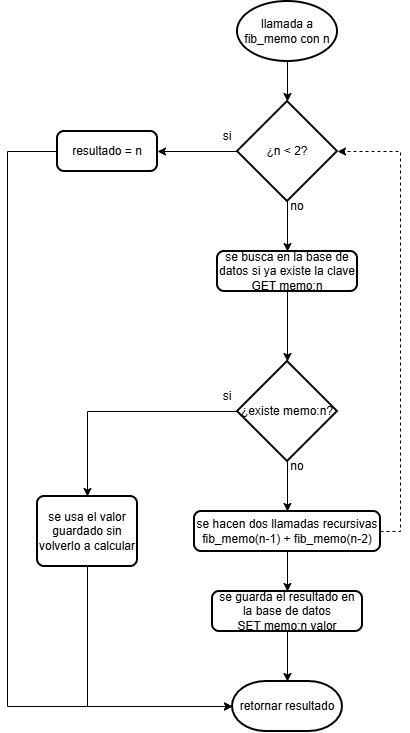 llamada a
fib_memo con n
¿n < 2?
si
resultado = n
no
se busca en la base de
datos si ya existe la clave
GET memo:n
si
¿existe memo:n?
no
se usa el valor
guardado sin
volverlo a calcular
se hacen dos llamadas recursivas
fib_memo(n-1) + fib_memo(n-2)
se guarda el resultado en
la base de datos
SET memo:n valor
retornar resultado